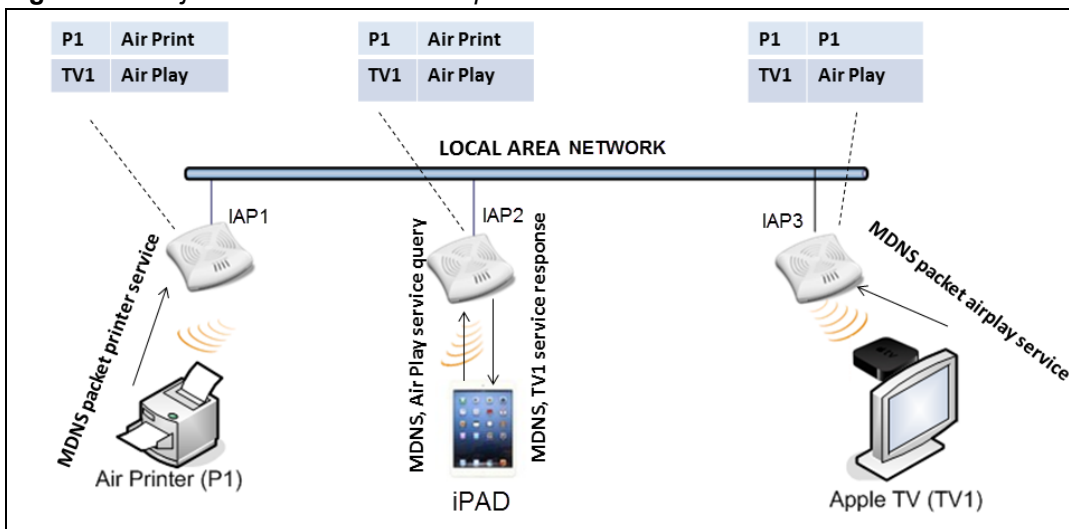 P1 Air Print
TV1 Air Play
P1 Air Print
TV1 Air Play
P1 P1
TV1 Air Play
LOCAL AREA NETWORK
IAP1
IAP2
IAP3
MDNS packet printer service
MDNS, Air Play service query
MDNS, TV1 service response
MDNS packet airplay service
Air Printer (P1)
iPAD
Apple TV (TV1)